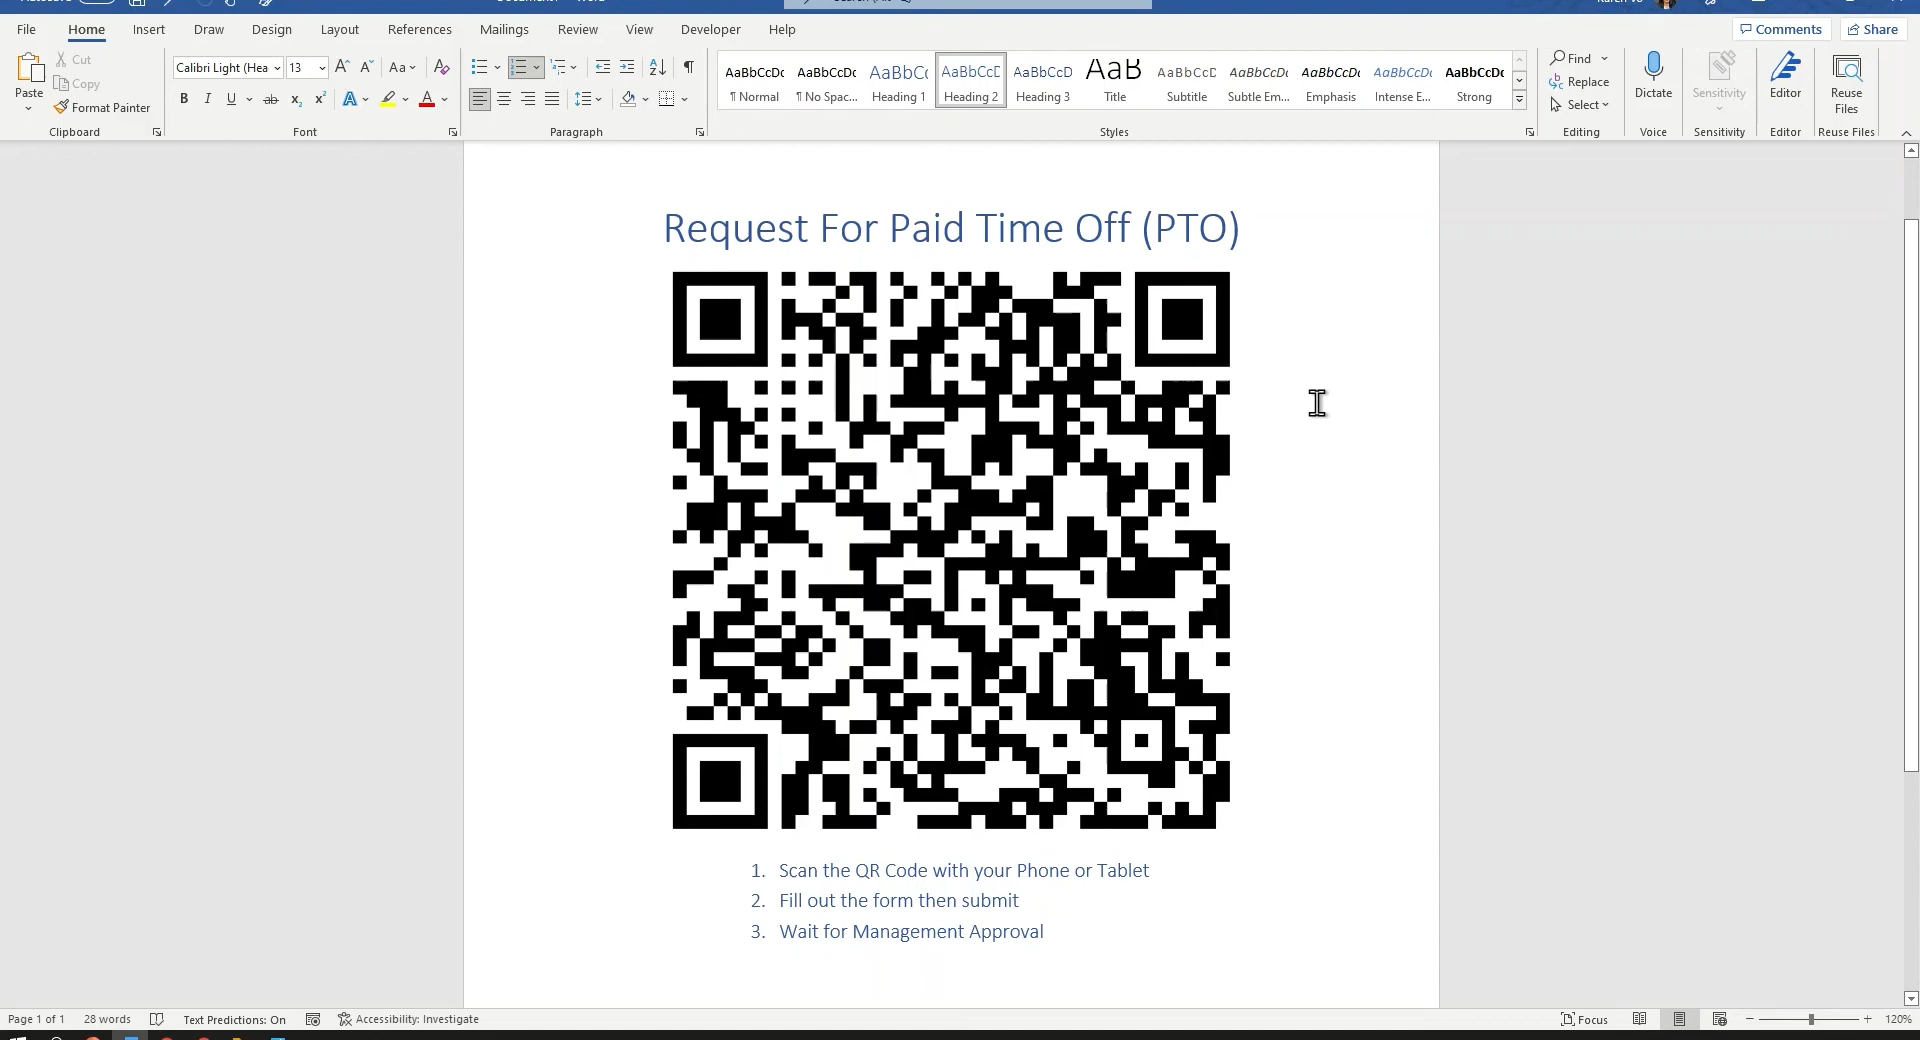 File Home Insert Draw Design Layout References Mailings Review View Developer Help Comments Share
Paste
Cut
Copy
Format Painter
Clipboard
Calibri Light (Hea 13
Aa
B I U ab x₂ x² A A
Font
Paragraph
AaBbCcDc AaBbCcDc AaBbCc AaBbCcD AaBbCcD AaB AaBbCcD AaBbCcDc AaBbCcDc AaBbCcDc AaBbCcDc
¶ Normal ¶ No Spac... Heading 1 Heading 2 Heading 3 Title Subtitle Subtle Em... Emphasis Intense E... Strong
Styles
Find
Replace
Select
Editing
Dictate
Voice
Sensitivity
Sensitivity
Editor
Editor
Reuse
Files
Reuse Files
Request For Paid Time Off (PTO)
1. Scan the QR Code with your Phone or Tablet
2. Fill out the form then submit
3. Wait for Management Approval
Page 1 of 1 28 words Text Predictions: On Accessibility: Investigate Focus 120%